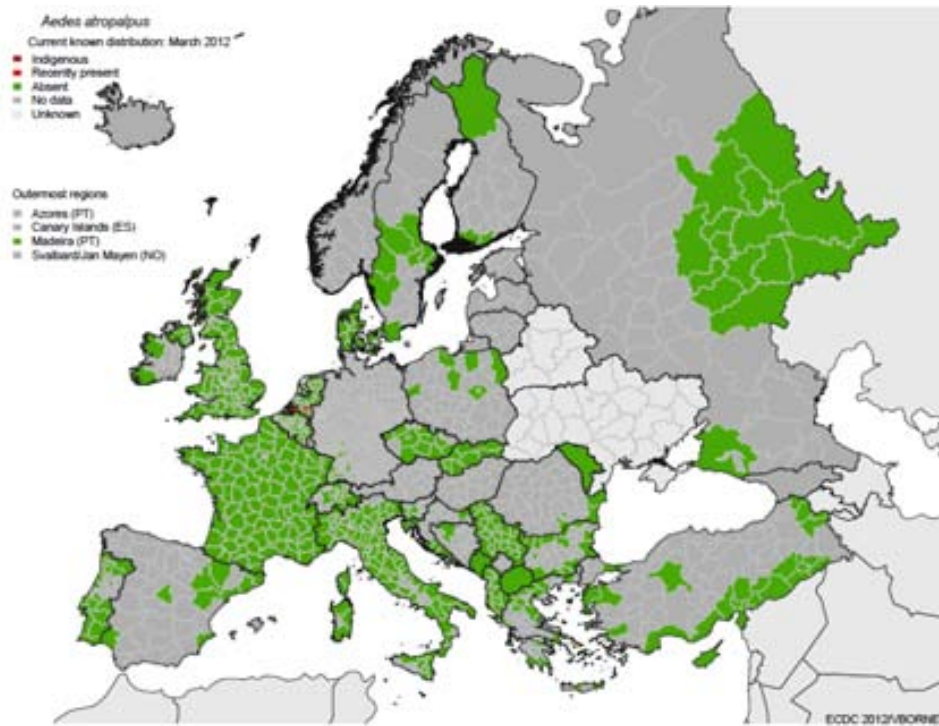 Aedes atropalpus
Current known distribution: March 2012
Indigenous
Recently present
Absent
No data
Unknown
Outermost regions
Azores (PT)
Canary Islands (ES)
Madeira (PT)
Svalbard/Jan Mayen (NO)
ECDC 2012/VBORNET